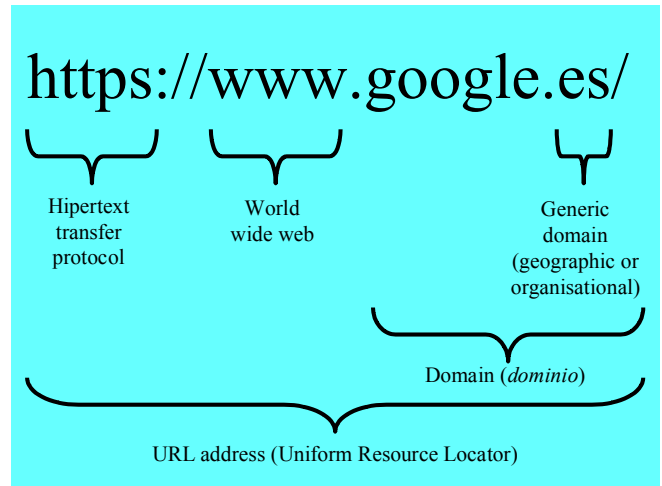 https://www.google.es/
Hipertext
transfer
protocol
World
wide web
Generic
domain
(geographic or
organisational)
Domain (dominio)
URL address (Uniform Resource Locator)